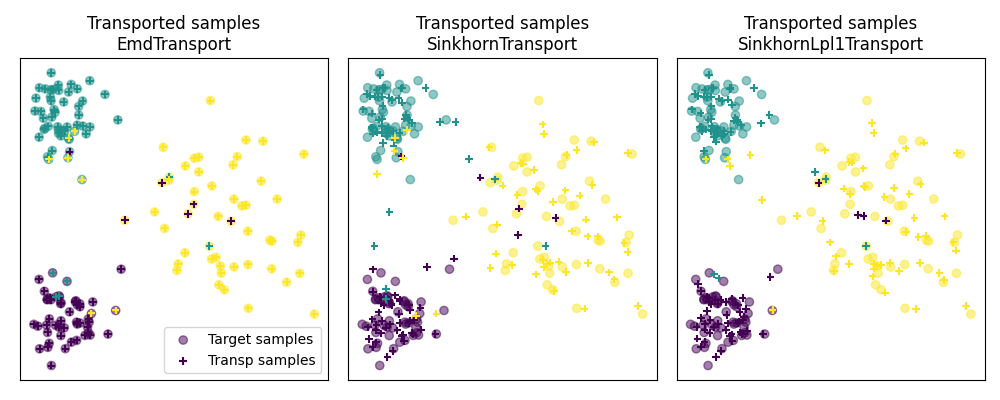 Transported samples
EmdTransport
Transported samples
SinkhornTransport
Transported samples
SinkhornLpl1Transport
Target samples
Transp samples